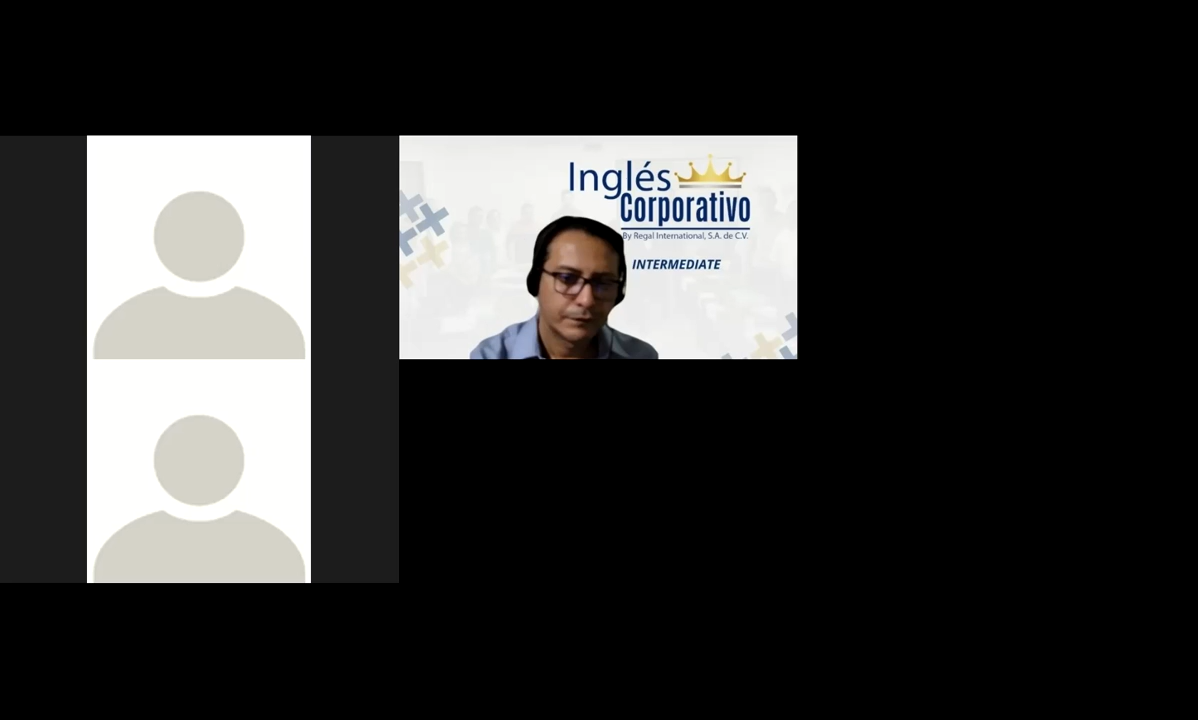 Inglés
Corporativo
By Regal International, S.A. de C.V.
INTERMEDIATE